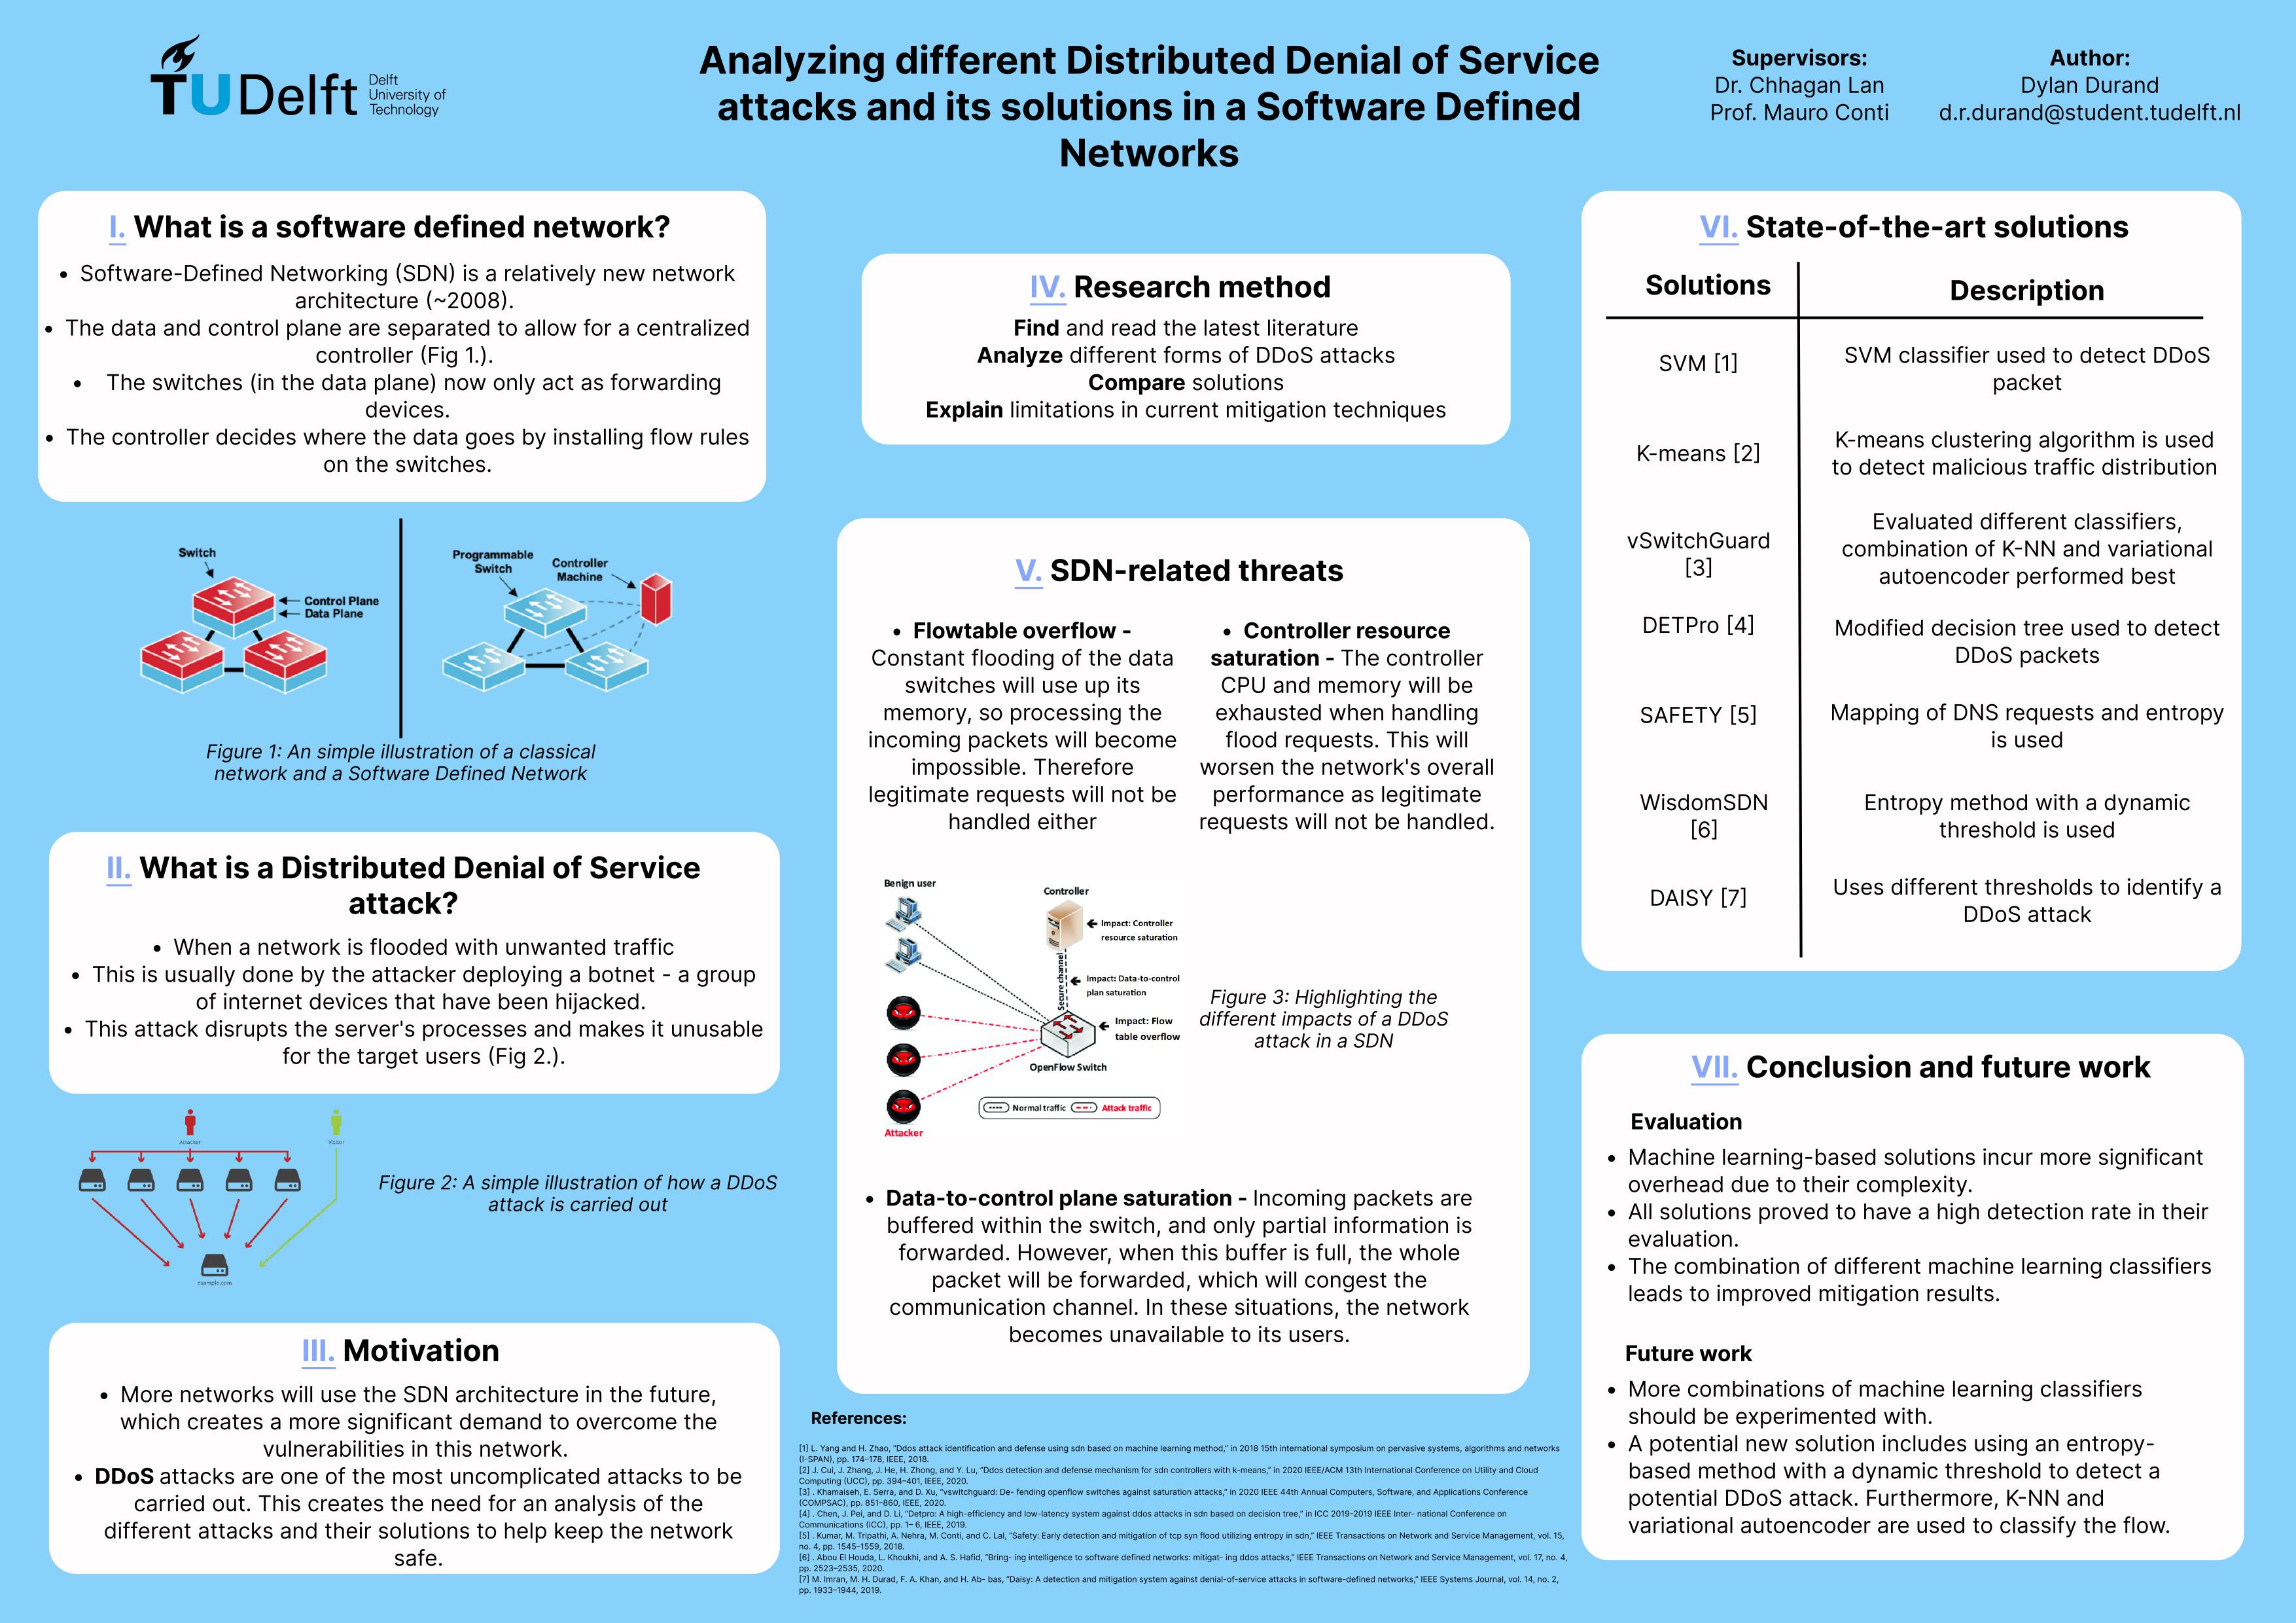 TUDelft
Delft
University of
Technology
Analyzing different Distributed Denial of Service
attacks and its solutions in a Software Defined
Networks
Supervisors:
Dr. Chhagan Lan
Prof. Mauro Conti
Author:
Dylan Durand
d.r.durand@student.tudelft.nl
I. What is a software defined network?
• Software-Defined Networking (SDN) is a relatively new network
architecture (~2008).
• The data and control plane are separated to allow for a centralized
controller (Fig 1.).
• The switches (in the data plane) now only act as forwarding
devices.
• The controller decides where the data goes by installing flow rules
on the switches.
Switch
Control Plane
Data Plane
Programmable
Switch
Controller
Machine
Figure 1: An simple illustration of a classical
network and a Software Defined Network
II. What is a Distributed Denial of Service
attack?
• When a network is flooded with unwanted traffic
• This is usually done by the attacker deploying a botnet - a group
of internet devices that have been hijacked.
• This attack disrupts the server's processes and makes it unusable
for the target users (Fig 2.).
Attacker
Visitor
example.com
Figure 2: A simple illustration of how a DDoS
attack is carried out
III. Motivation
• More networks will use the SDN architecture in the future,
which creates a more significant demand to overcome the
vulnerabilities in this network.
• DDoS attacks are one of the most uncomplicated attacks to be
carried out. This creates the need for an analysis of the
different attacks and their solutions to help keep the network
safe.
IV. Research method
Find and read the latest literature
Analyze different forms of DDoS attacks
Compare solutions
Explain limitations in current mitigation techniques
V. SDN-related threats
• Flowtable overflow -
Constant flooding of the data
switches will use up its
memory, so processing the
incoming packets will become
impossible. Therefore
legitimate requests will not be
handled either
• Controller resource
saturation - The controller
CPU and memory will be
exhausted when handling
flood requests. This will
worsen the network's overall
performance as legitimate
requests will not be handled.
Benign user
Controller
Impact: Controller
resource saturation
Secure channel
Impact: Data-to-control
plan saturation
Impact: Flow
table overflow
OpenFlow Switch
Normal traffic
Attack traffic
Attacker
Figure 3: Highlighting the
different impacts of a DDoS
attack in a SDN
• Data-to-control plane saturation - Incoming packets are
buffered within the switch, and only partial information is
forwarded. However, when this buffer is full, the whole
packet will be forwarded, which will congest the
communication channel. In these situations, the network
becomes unavailable to its users.
References:
[1] L. Yang and H. Zhao, "Ddos attack identification and defense using sdn based on machine learning method," in 2018 15th international symposium on pervasive systems, algorithms and networks
(I-SPAN), pp. 174–178, IEEE, 2018.
[2] J. Cui, J. Zhang, J. He, H. Zhong, and Y. Lu, "Ddos detection and defense mechanism for sdn controllers with k-means," in 2020 IEEE/ACM 13th International Conference on Utility and Cloud
Computing (UCC), pp. 394–401, IEEE, 2020.
[3] . Khamaiseh, E. Serra, and D. Xu, "vswitchguard: De- fending openflow switches against saturation attacks," in 2020 IEEE 44th Annual Computers, Software, and Applications Conference
(COMPSAC), pp. 851–860, IEEE, 2020.
[4] . Chen, J. Pei, and D. Li, "Detpro: A high-efficiency and low-latency system against ddos attacks in sdn based on decision tree," in ICC 2019-2019 IEEE Inter- national Conference on
Communications (ICC), pp. 1– 6, IEEE, 2019.
[5] . Kumar, M. Tripathi, A. Nehra, M. Conti, and C. Lal, "Safety: Early detection and mitigation of tcp syn flood utilizing entropy in sdn," IEEE Transactions on Network and Service Management, vol. 15,
no. 4, pp. 1545–1559, 2018.
[6] . Abou El Houda, L. Khoukhi, and A. S. Hafid, "Bring- ing intelligence to software defined networks: mitigat- ing ddos attacks," IEEE Transactions on Network and Service Management, vol. 17, no. 4,
pp. 2523–2535, 2020.
[7] M. Imran, M. H. Durad, F. A. Khan, and H. Ab- bas, "Daisy: A detection and mitigation system against denial-of-service attacks in software-defined networks," IEEE Systems Journal, vol. 14, no. 2,
pp. 1933–1944, 2019.
VI. State-of-the-art solutions
Solutions
Description
SVM [1]
SVM classifier used to detect DDoS
packet
K-means [2]
K-means clustering algorithm is used
to detect malicious traffic distribution
vSwitchGuard
[3]
Evaluated different classifiers,
combination of K-NN and variational
autoencoder performed best
DETPro [4]
Modified decision tree used to detect
DDoS packets
SAFETY [5]
Mapping of DNS requests and entropy
is used
WisdomSDN
[6]
Entropy method with a dynamic
threshold is used
DAISY [7]
Uses different thresholds to identify a
DDoS attack
VII. Conclusion and future work
Evaluation
• Machine learning-based solutions incur more significant
overhead due to their complexity.
• All solutions proved to have a high detection rate in their
evaluation.
• The combination of different machine learning classifiers
leads to improved mitigation results.
Future work
• More combinations of machine learning classifiers
should be experimented with.
• A potential new solution includes using an entropy-
based method with a dynamic threshold to detect a
potential DDoS attack. Furthermore, K-NN and
variational autoencoder are used to classify the flow.